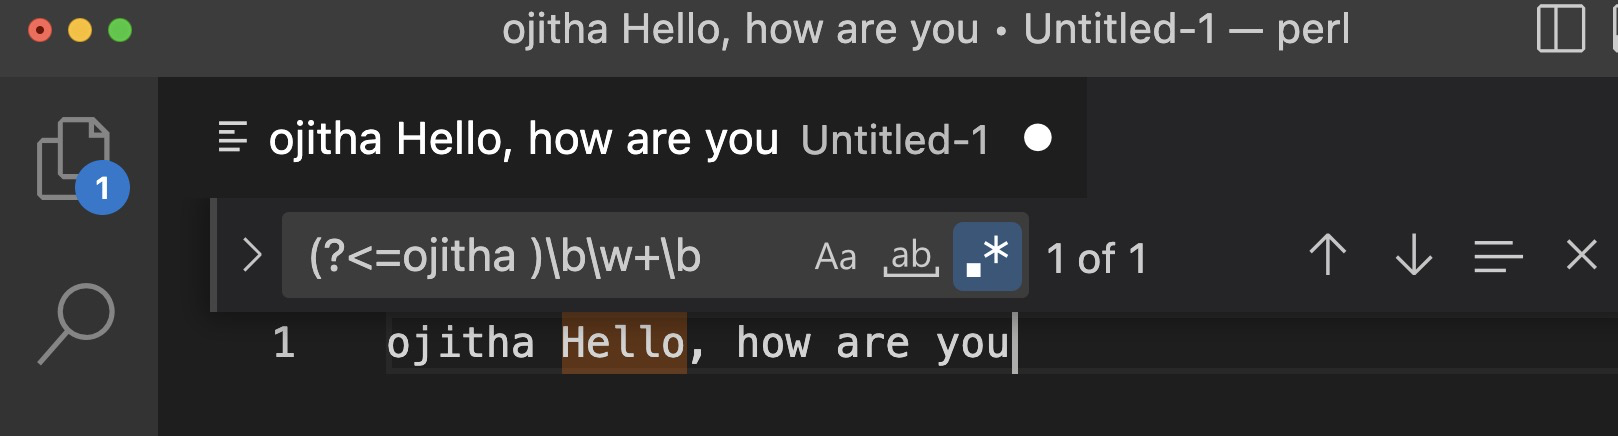 ojitha Hello, how are you • Untitled-1 — perl
ojitha Hello, how are you Untitled-1
1
(?<=ojitha )\b\w+\b Aa ab .* 1 of 1
1 ojitha Hello, how are you